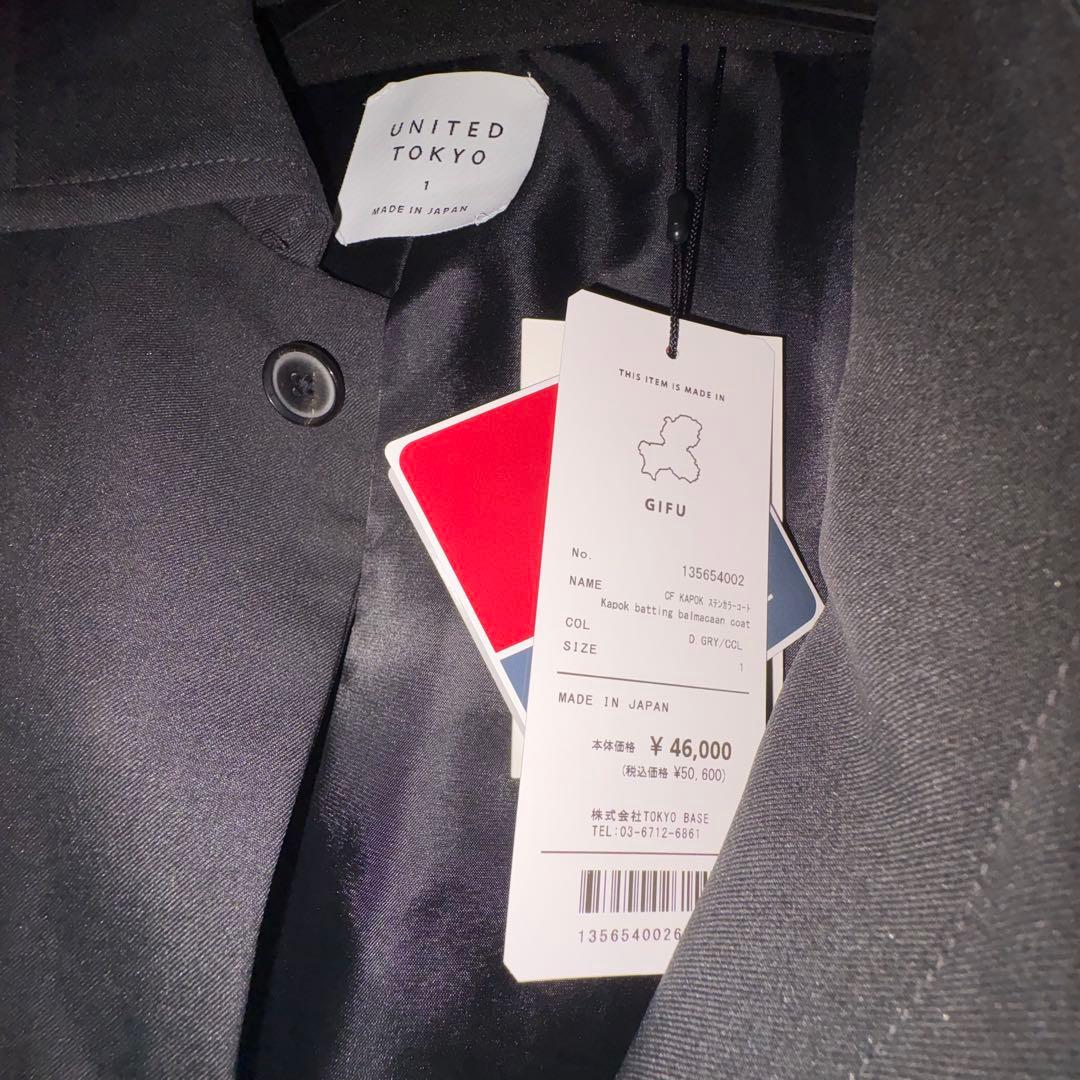 UNITED
TOKYO
1
MADE IN JAPAN
THIS ITEM IS MADE IN
GIFU
No. 135654002
NAME CF KAPOK ステンカラーコート
Kapok batting balmacaan coat
COL D.GRY/CCL
SIZE 1
MADE IN JAPAN
本体価格 ¥ 46,000
(税込価格 ¥50,600)
株式会社TOKYO BASE
TEL:03-6712-6861
1356540026